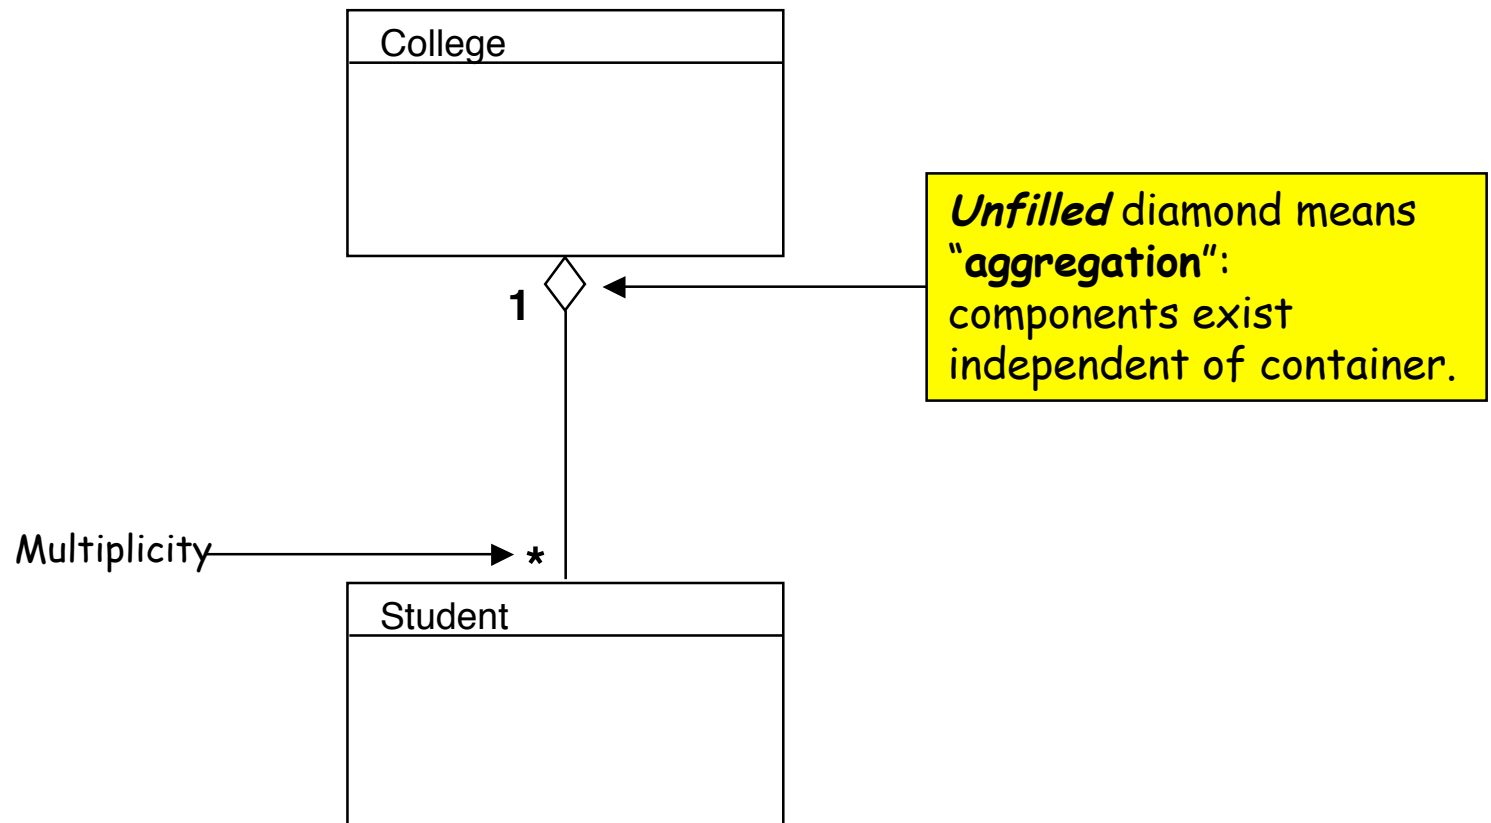 College
1
Unfilled diamond means
“aggregation”:
components exist
independent of container.
Multiplicity
*
Student